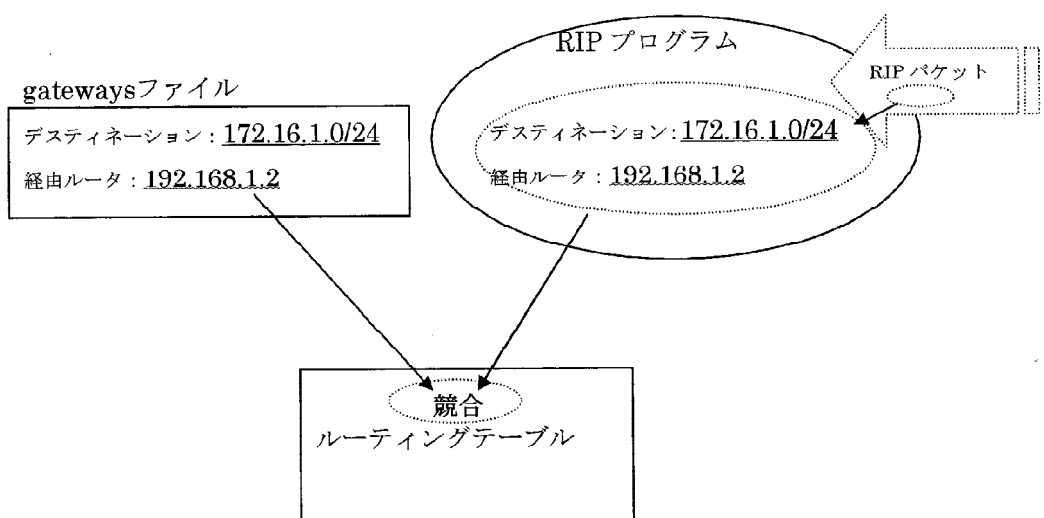 RIP プログラム
RIP パケット
gatewaysファイル
デスティネーション : 172.16.1.0/24
経由ルータ : 192.168.1.2
デスティネーション : 172.16.1.0/24
経由ルータ : 192.168.1.2
競合
ルーティングテーブル